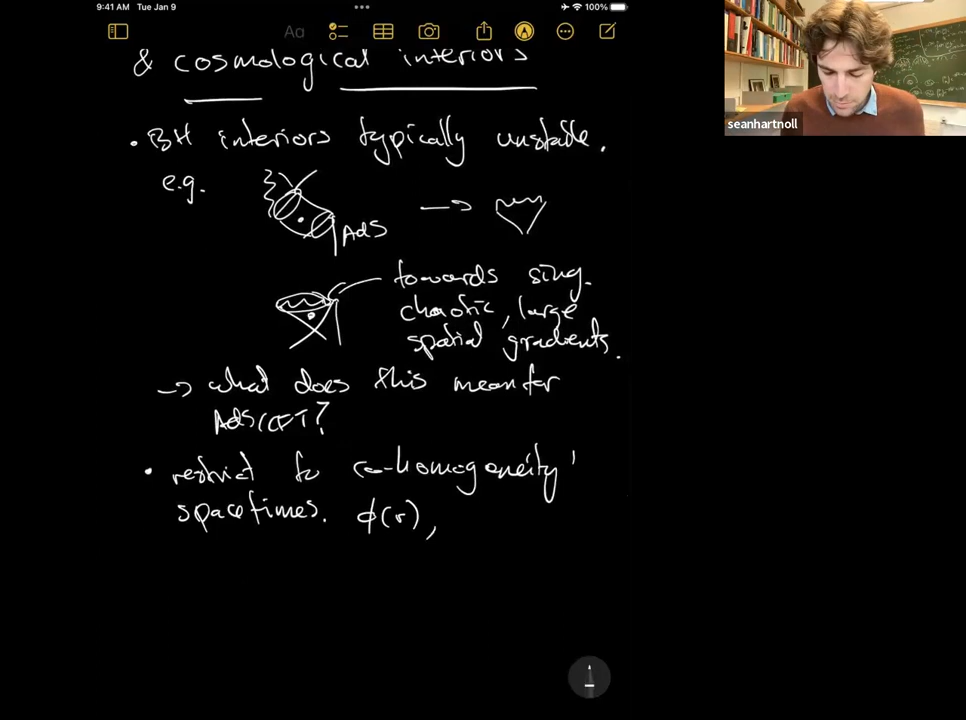 9:41 AM Tue Jan 9
100%
Aa
& cosmological interiors
• BH interiors typically unstable.
e.g.
AdS
→
towards sing.
chaotic, large
spatial gradients.
→ what does this mean for
AdS/CFT?
• restrict to co-homogeneity 1
spacetimes. φ(r),
seanhartnoll